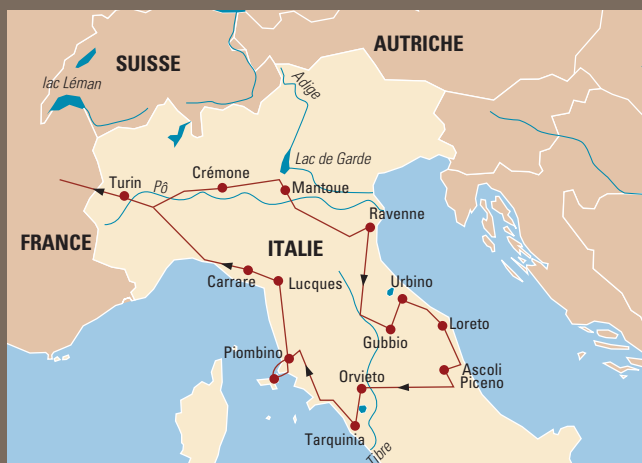 AUTRICHE
SUISSE
lac Léman
Adige
Lac de Garde
Crémone
Turin
Pô
Mantoue
Ravenne
FRANCE
ITALIE
Urbino
Carrare
Lucques
Loreto
Gubbio
Piombino
Orvieto
Ascoli
Piceno
Tarquinia
Tibre